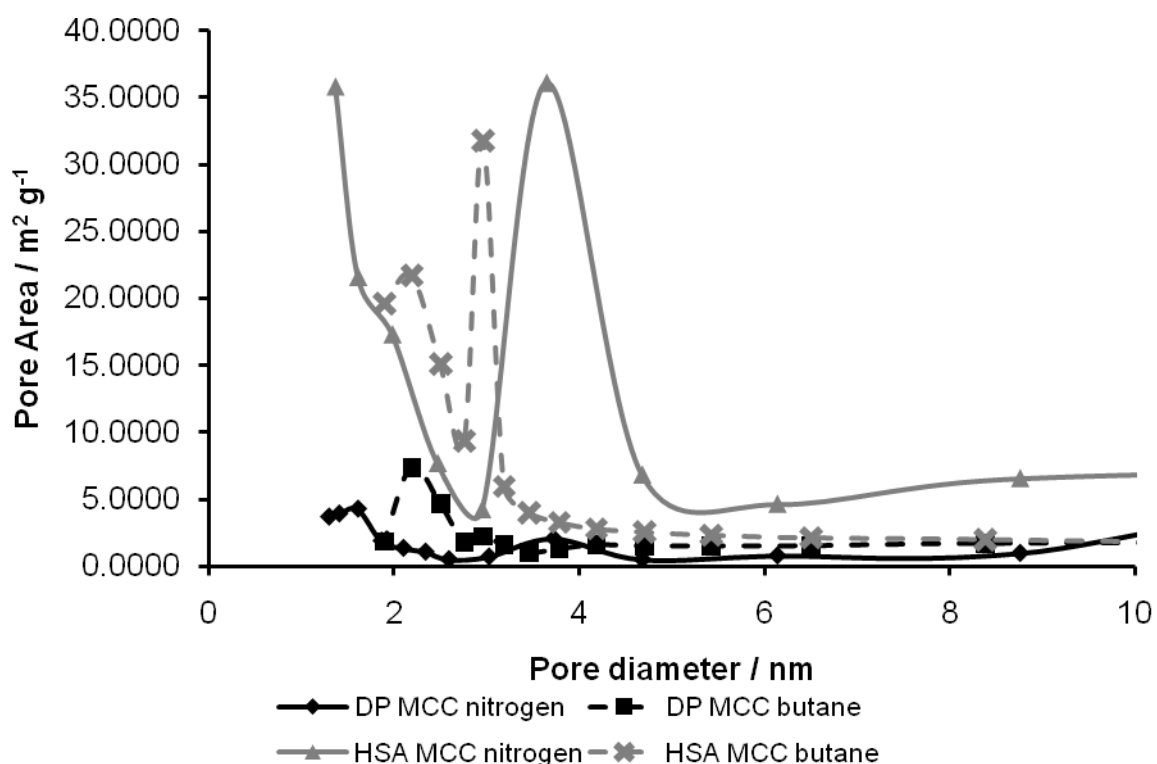 40.0000
35.0000
30.0000
25.0000
20.0000
15.0000
10.0000
5.0000
0.0000
Pore Area / m² g⁻¹
0 2 4 6 8 10
Pore diameter / nm
DP MCC nitrogen DP MCC butane
HSA MCC nitrogen HSA MCC butane